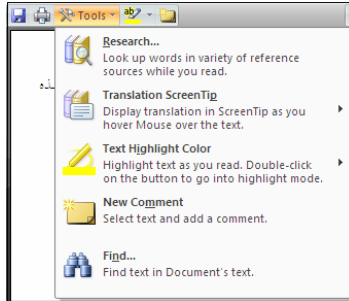 Tools
Research...
Look up words in variety of reference
sources while you read.
Translation ScreenTip
Display translation in ScreenTip as you
hover Mouse over the text.
Text Highlight Color
Highlight text as you read. Double-click
on the button to go into highlight mode.
New Comment
Select text and add a comment.
Find...
Find text in Document's text.